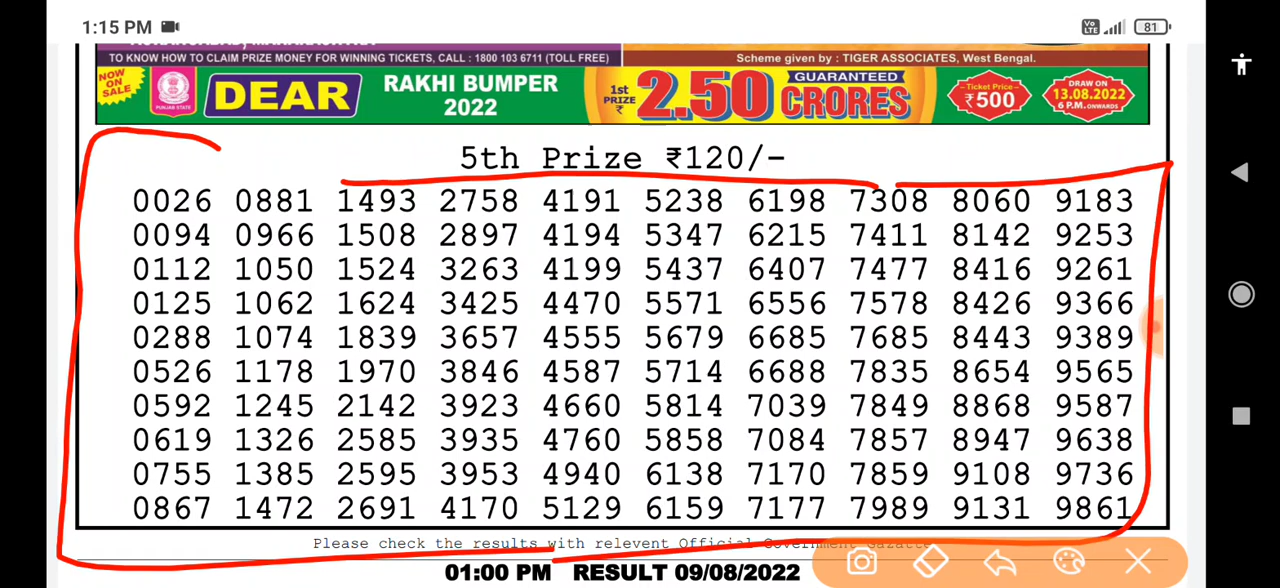 1:15 PM
Vo LTE 81
TO KNOW HOW TO CLAIM PRIZE MONEY FOR WINNING TICKETS, CALL : 1800 103 6711 (TOLL FREE)
Scheme given by : TIGER ASSOCIATES, West Bengal.
NOW ON SALE
PUNJAB STATE
DEAR
RAKHI BUMPER
2022
1st PRIZE ₹
2.50
GUARANTEED
CRORES
Ticket Price
₹500
DRAW ON
13.08.2022
6 P.M. ONWARDS
5th Prize ₹120/-
0026 0881 1493 2758 4191 5238 6198 7308 8060 9183
0094 0966 1508 2897 4194 5347 6215 7411 8142 9253
0112 1050 1524 3263 4199 5437 6407 7477 8416 9261
0125 1062 1624 3425 4470 5571 6556 7578 8426 9366
0288 1074 1839 3657 4555 5679 6685 7685 8443 9389
0526 1178 1970 3846 4587 5714 6688 7835 8654 9565
0592 1245 2142 3923 4660 5814 7039 7849 8868 9587
0619 1326 2585 3935 4760 5858 7084 7857 8947 9638
0755 1385 2595 3953 4940 6138 7170 7859 9108 9736
0867 1472 2691 4170 5129 6159 7177 7989 9131 9861
Please check the results with relevent Official Government Gazatte
01:00 PM RESULT 09/08/2022